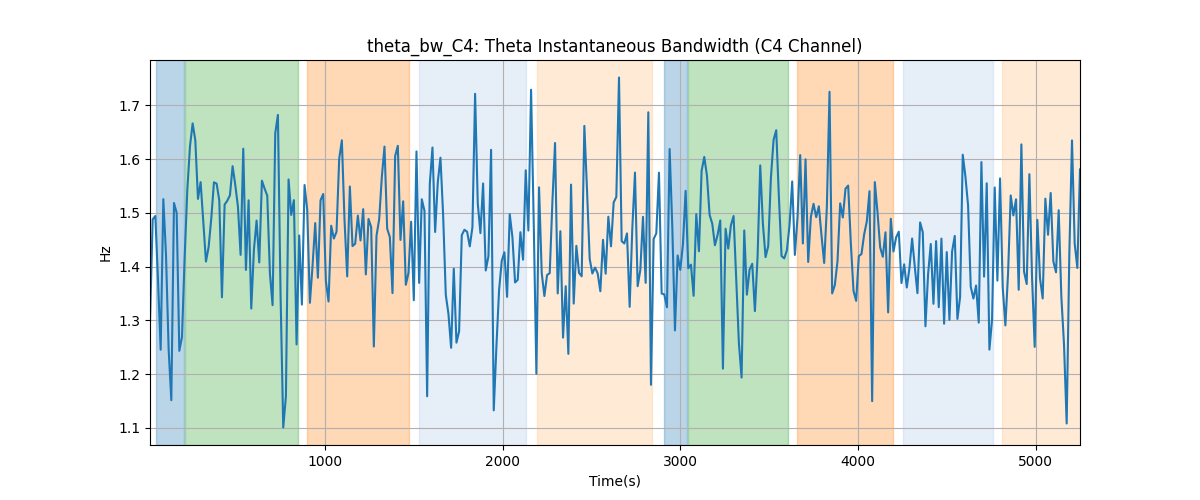 theta_bw_C4: Theta Instantaneous Bandwidth (C4 Channel)
Hz
1.7
1.6
1.5
1.4
1.3
1.2
1.1
1000 2000 3000 4000 5000
Time(s)